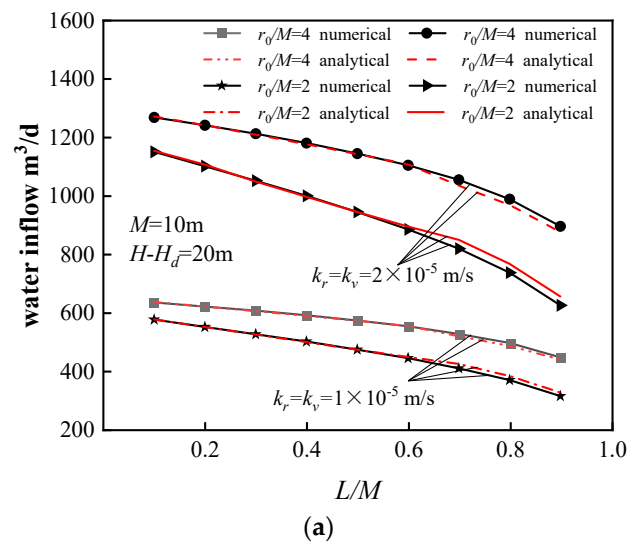 r₀/M=4 numerical r₀/M=4 numerical
r₀/M=4 analytical r₀/M=4 analytical
r₀/M=2 numerical r₀/M=2 numerical
r₀/M=2 analytical r₀/M=2 analytical
water inflow m³/d
1600
1400
1200
1000
800
600
400
200
M=10m
H-H_d=20m
k_r=k_v=2×10⁻⁵ m/s
k_r=k_v=1×10⁻⁵ m/s
0.2 0.4 0.6 0.8 1.0
L/M
(a)